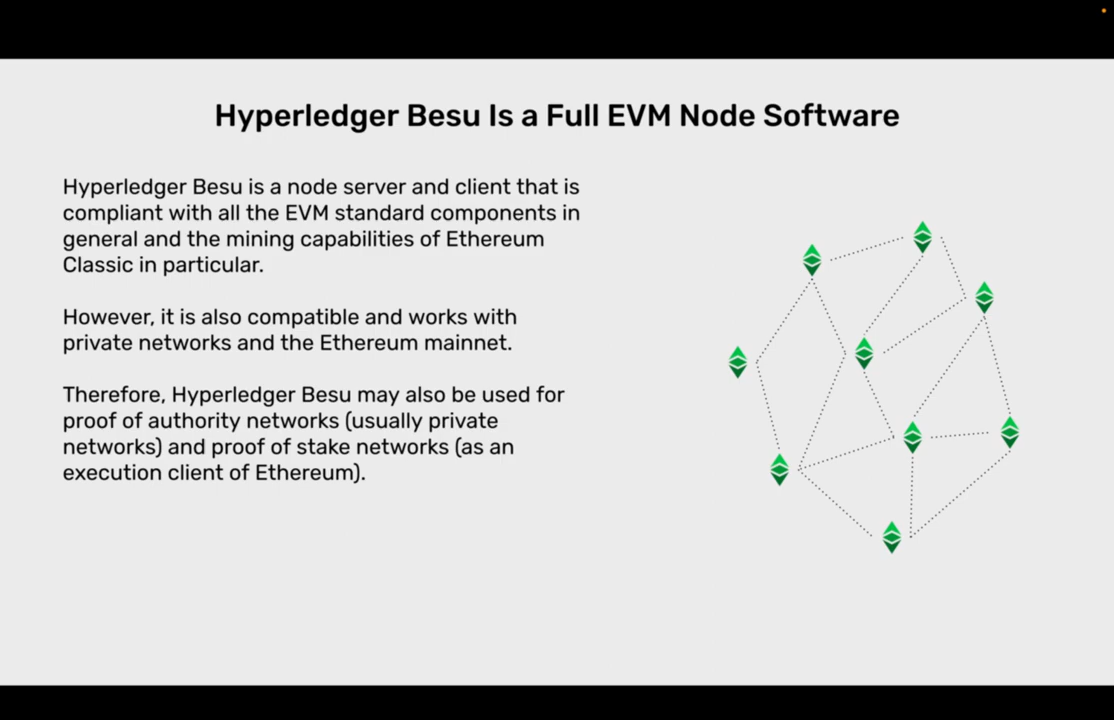 Hyperledger Besu Is a Full EVM Node Software
Hyperledger Besu is a node server and client that is
compliant with all the EVM standard components in
general and the mining capabilities of Ethereum
Classic in particular.
However, it is also compatible and works with
private networks and the Ethereum mainnet.
Therefore, Hyperledger Besu may also be used for
proof of authority networks (usually private
networks) and proof of stake networks (as an
execution client of Ethereum).